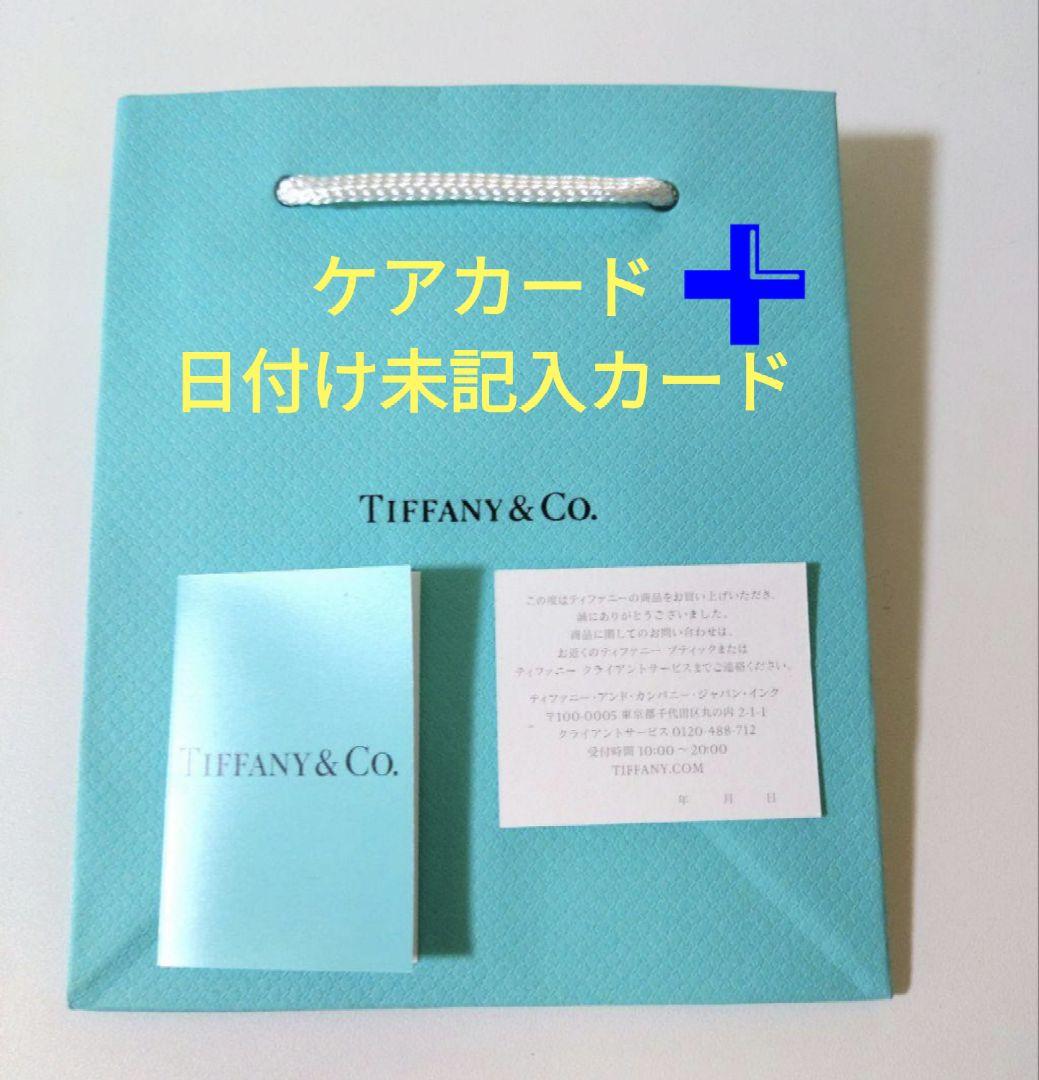 ケアカード
日付け未記入カード
TIFFANY & CO.
TIFFANY & CO.
この度はティファニーの商品をお買い上げいただき、
誠にありがとうございました。
商品に関してのお問い合わせは、
お近くのティファニー ブティックまたは
ティファニー クライアントサービスまでご連絡ください。
ティファニー・アンド・カンパニー・ジャパン・インク
〒100-0005 東京都千代田区丸の内 2-1-1
クライアントサービス 0120-488-712
受付時間 10:00 ~ 20:00
TIFFANY.COM
年 月 日